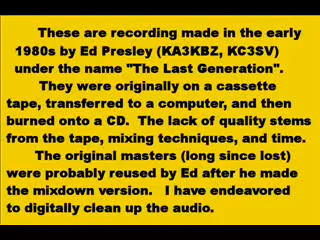 These are recording made in the early
1980s by Ed Presley (KA3KBZ, KC3SV)
under the name "The Last Generation".
They were originally on a cassette
tape, transferred to a computer, and then
burned onto a CD.  The lack of quality stems
from the tape, mixing techniques, and time.
The original masters (long since lost)
were probably reused by Ed after he made
the mixdown version.   I have endeavored
to digitally clean up the audio.